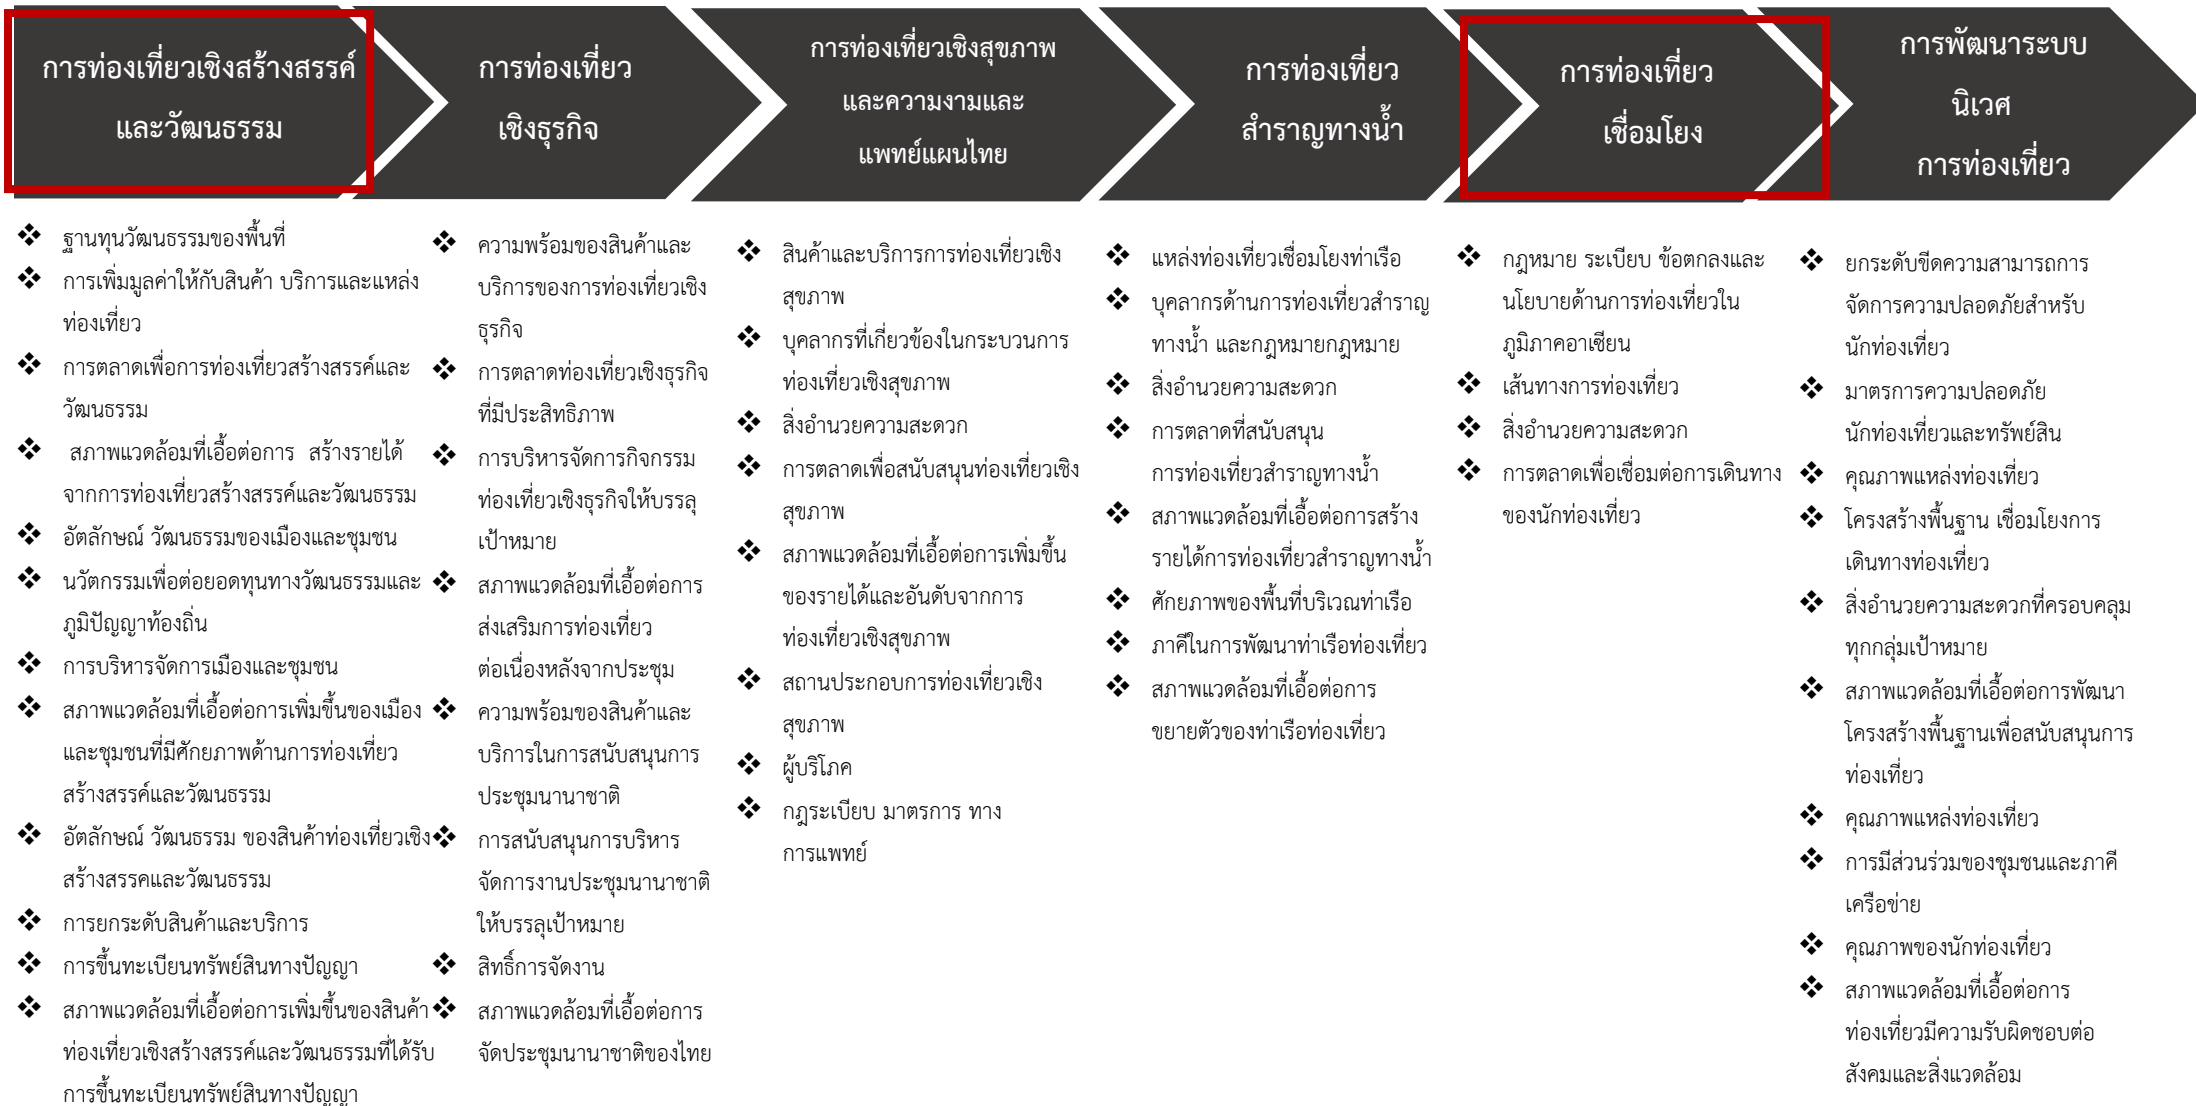 การท่องเที่ยวเชิงสร้างสรรค์
และวัฒนธรรม
การท่องเที่ยว
เชิงธุรกิจ
การท่องเที่ยวเชิงสุขภาพ
และความงามและ
แพทย์แผนไทย
การท่องเที่ยว
สำราญทางน้ำ
การท่องเที่ยว
เชื่อมโยง
การพัฒนาระบบ
นิเวศ
การท่องเที่ยว
❖ ฐานทุนวัฒนธรรมของพื้นที่
❖ การเพิ่มมูลค่าให้กับสินค้า บริการและแหล่ง
ท่องเที่ยว
❖ การตลาดเพื่อการท่องเที่ยวสร้างสรรค์และ
วัฒนธรรม
❖ สภาพแวดล้อมที่เอื้อต่อการ สร้างรายได้
จากการท่องเที่ยวสร้างสรรค์และวัฒนธรรม
❖ อัตลักษณ์ วัฒนธรรมของเมืองและชุมชน
❖ นวัตกรรมเพื่อต่อยอดทุนทางวัฒนธรรมและ
ภูมิปัญญาท้องถิ่น
❖ การบริหารจัดการเมืองและชุมชน
❖ สภาพแวดล้อมที่เอื้อต่อการเพิ่มขึ้นของเมือง
และชุมชนที่มีศักยภาพด้านการท่องเที่ยว
สร้างสรรค์และวัฒนธรรม
❖ อัตลักษณ์ วัฒนธรรม ของสินค้าท่องเที่ยวเชิง
สร้างสรรคและวัฒนธรรม
❖ การยกระดับสินค้าและบริการ
❖ การขึ้นทะเบียนทรัพย์สินทางปัญญา
❖ สภาพแวดล้อมที่เอื้อต่อการเพิ่มขึ้นของสินค้า
ท่องเที่ยวเชิงสร้างสรรค์และวัฒนธรรมที่ได้รับ
การขึ้นทะเบียนทรัพย์สินทางปัญญา
❖ ความพร้อมของสินค้าและ
บริการของการท่องเที่ยวเชิง
ธุรกิจ
❖ การตลาดท่องเที่ยวเชิงธุรกิจ
ที่มีประสิทธิภาพ
❖ การบริหารจัดการกิจกรรม
ท่องเที่ยวเชิงธุรกิจให้บรรลุ
เป้าหมาย
❖ สภาพแวดล้อมที่เอื้อต่อการ
ส่งเสริมการท่องเที่ยว
ต่อเนื่องหลังจากประชุม
❖ ความพร้อมของสินค้าและ
บริการในการสนับสนุนการ
ประชุมนานาชาติ
❖ การสนับสนุนการบริหาร
จัดการงานประชุมนานาชาติ
ให้บรรลุเป้าหมาย
❖ สิทธิ์การจัดงาน
❖ สภาพแวดล้อมที่เอื้อต่อการ
จัดประชุมนานาชาติของไทย
❖ สินค้าและบริการการท่องเที่ยวเชิง
สุขภาพ
❖ บุคลากรที่เกี่ยวข้องในกระบวนการ
ท่องเที่ยวเชิงสุขภาพ
❖ สิ่งอำนวยความสะดวก
❖ การตลาดเพื่อสนับสนุนท่องเที่ยวเชิง
สุขภาพ
❖ สภาพแวดล้อมที่เอื้อต่อการเพิ่มขึ้น
ของรายได้และอันดับจากการ
ท่องเที่ยวเชิงสุขภาพ
❖ สถานประกอบการท่องเที่ยวเชิง
สุขภาพ
❖ ผู้บริโภค
❖ กฎระเบียบ มาตรการ ทาง
การแพทย์
❖ แหล่งท่องเที่ยวเชื่อมโยงท่าเรือ
❖ บุคลากรด้านการท่องเที่ยวสำราญ
ทางน้ำ และกฎหมายกฎหมาย
❖ สิ่งอำนวยความสะดวก
❖ การตลาดที่สนับสนุน
การท่องเที่ยวสำราญทางน้ำ
❖ สภาพแวดล้อมที่เอื้อต่อการสร้าง
รายได้การท่องเที่ยวสำราญทางน้ำ
❖ ศักยภาพของพื้นที่บริเวณท่าเรือ
❖ ภาคีในการพัฒนาท่าเรือท่องเที่ยว
❖ สภาพแวดล้อมที่เอื้อต่อการ
ขยายตัวของท่าเรือท่องเที่ยว
❖ กฎหมาย ระเบียบ ข้อตกลงและ
นโยบายด้านการท่องเที่ยวใน
ภูมิภาคอาเซียน
❖ เส้นทางการท่องเที่ยว
❖ สิ่งอำนวยความสะดวก
❖ การตลาดเพื่อเชื่อมต่อการเดินทาง
ของนักท่องเที่ยว
❖ ยกระดับขีดความสามารถการ
จัดการความปลอดภัยสำหรับ
นักท่องเที่ยว
❖ มาตรการความปลอดภัย
นักท่องเที่ยวและทรัพย์สิน
❖ คุณภาพแหล่งท่องเที่ยว
❖ โครงสร้างพื้นฐาน เชื่อมโยงการ
เดินทางท่องเที่ยว
❖ สิ่งอำนวยความสะดวกที่ครอบคลุม
ทุกกลุ่มเป้าหมาย
❖ สภาพแวดล้อมที่เอื้อต่อการพัฒนา
โครงสร้างพื้นฐานเพื่อสนับสนุนการ
ท่องเที่ยว
❖ คุณภาพแหล่งท่องเที่ยว
❖ การมีส่วนร่วมของชุมชนและภาคี
เครือข่าย
❖ คุณภาพของนักท่องเที่ยว
❖ สภาพแวดล้อมที่เอื้อต่อการ
ท่องเที่ยวมีความรับผิดชอบต่อ
สังคมและสิ่งแวดล้อม